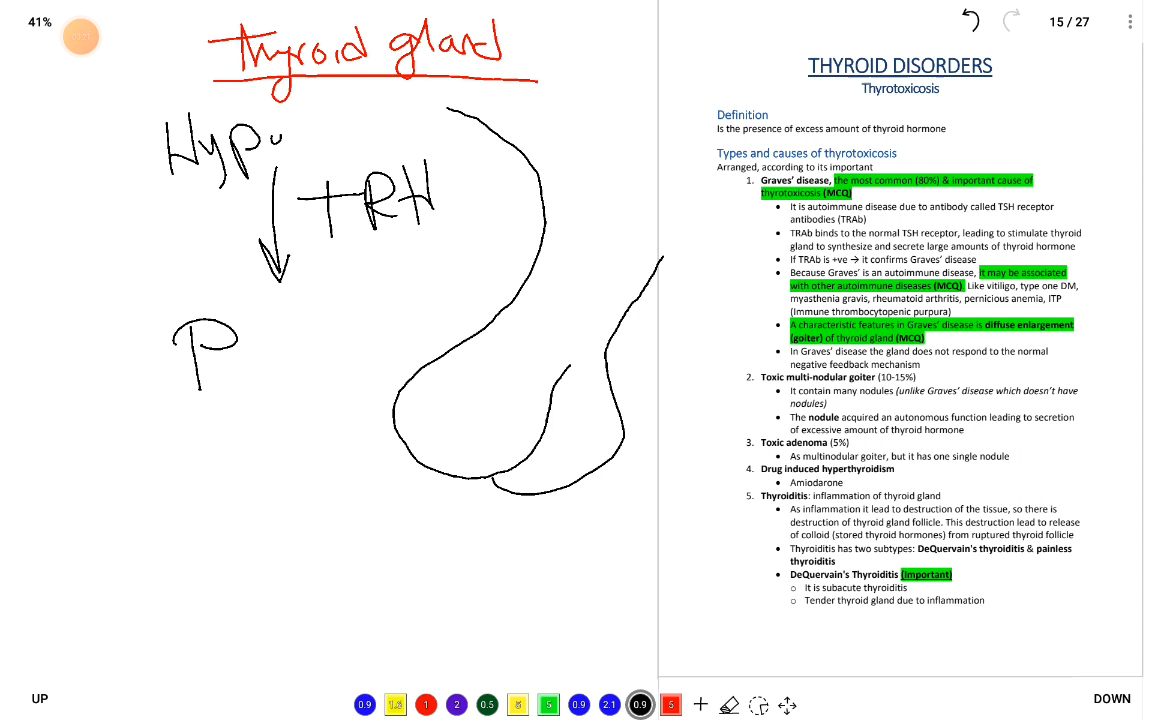 41%
15 / 27
Thyroid gland
Hypo
TRH
P
THYROID DISORDERS
Thyrotoxicosis
Definition
Is the presence of excess amount of thyroid hormone
Types and causes of thyrotoxicosis
Arranged, according to its important
1. Graves' disease, the most common (80%) & important cause of
thyrotoxicosis (MCQ)
• It is autoimmune disease due to antibody called TSH receptor
antibodies (TRAb)
• TRAb binds to the normal TSH receptor, leading to stimulate thyroid
gland to synthesize and secrete large amounts of thyroid hormone
• If TRAb is +ve → it confirms Graves' disease
• Because Graves' is an autoimmune disease, it may be associated
with other autoimmune diseases (MCQ). Like vitiligo, type one DM,
myasthenia gravis, rheumatoid arthritis, pernicious anemia, ITP
(Immune thrombocytopenic purpura)
• A characteristic features in Graves' disease is diffuse enlargement
(goiter) of thyroid gland (MCQ)
• In Graves' disease the gland does not respond to the normal
negative feedback mechanism
2. Toxic multi-nodular goiter (10-15%)
• It contain many nodules (unlike Graves' disease which doesn't have
nodules)
• The nodule acquired an autonomous function leading to secretion
of excessive amount of thyroid hormone
3. Toxic adenoma (5%)
• As multinodular goiter, but it has one single nodule
4. Drug induced hyperthyroidism
• Amiodarone
5. Thyroiditis: inflammation of thyroid gland
• As inflammation it lead to destruction of the tissue, so there is
destruction of thyroid gland follicle. This destruction lead to release
of colloid (stored thyroid hormones) from ruptured thyroid follicle
• Thyroiditis has two subtypes: DeQuervain's thyroiditis & painless
thyroiditis
• DeQuervain's Thyroiditis (Important)
o It is subacute thyroiditis
o Tender thyroid gland due to inflammation
UP
0.9 1.6 1 2 0.5 5 5 0.9 2.1 0.9 5
DOWN